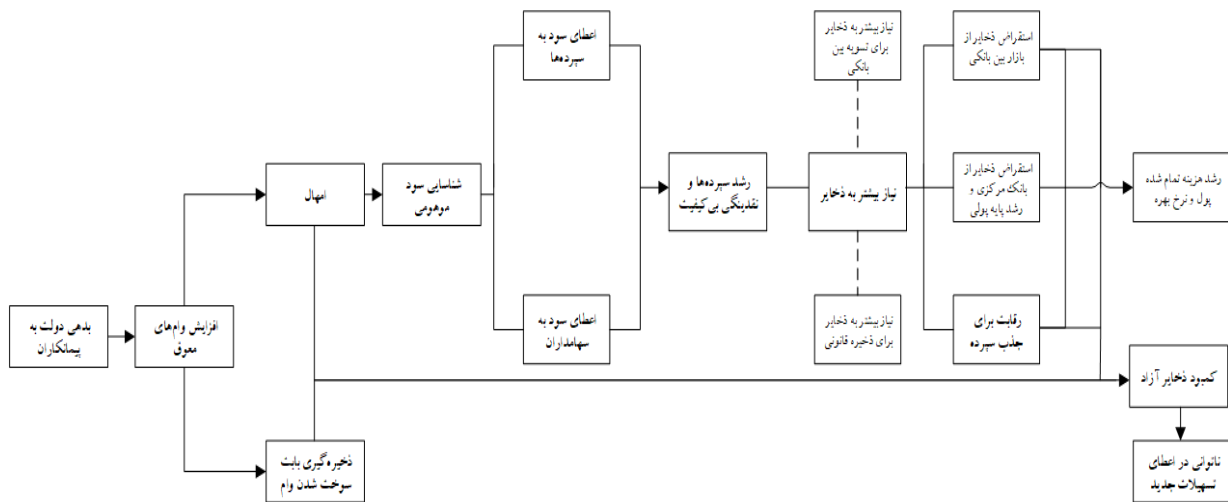 بدهی دولت به
پیمانکاران
افزایش وام‌های
معوق
امهال
ذخیره‌گیری بابت
سوخت شدن وام
شناسایی سود
موهومی
اعطای سود به
سپرده‌ها
اعطای سود به
سهامداران
رشد سپرده‌ها و
نقدینگی بی‌کیفیت
نیاز بیشتر به ذخایر
برای تسویه بین
بانکی
نیاز بیشتر به ذخایر
نیاز بیشتر به ذخایر
برای ذخیره قانونی
استقراض ذخایر از
بازار بین بانکی
استقراض ذخایر از
بانک مرکزی و
رشد پایه پولی
رقابت برای
جذب سپرده
رشد هزینه تمام شده
پول و نرخ بهره
کمبود ذخایر آزاد
ناتوانی در اعطای
تسهیلات جدید